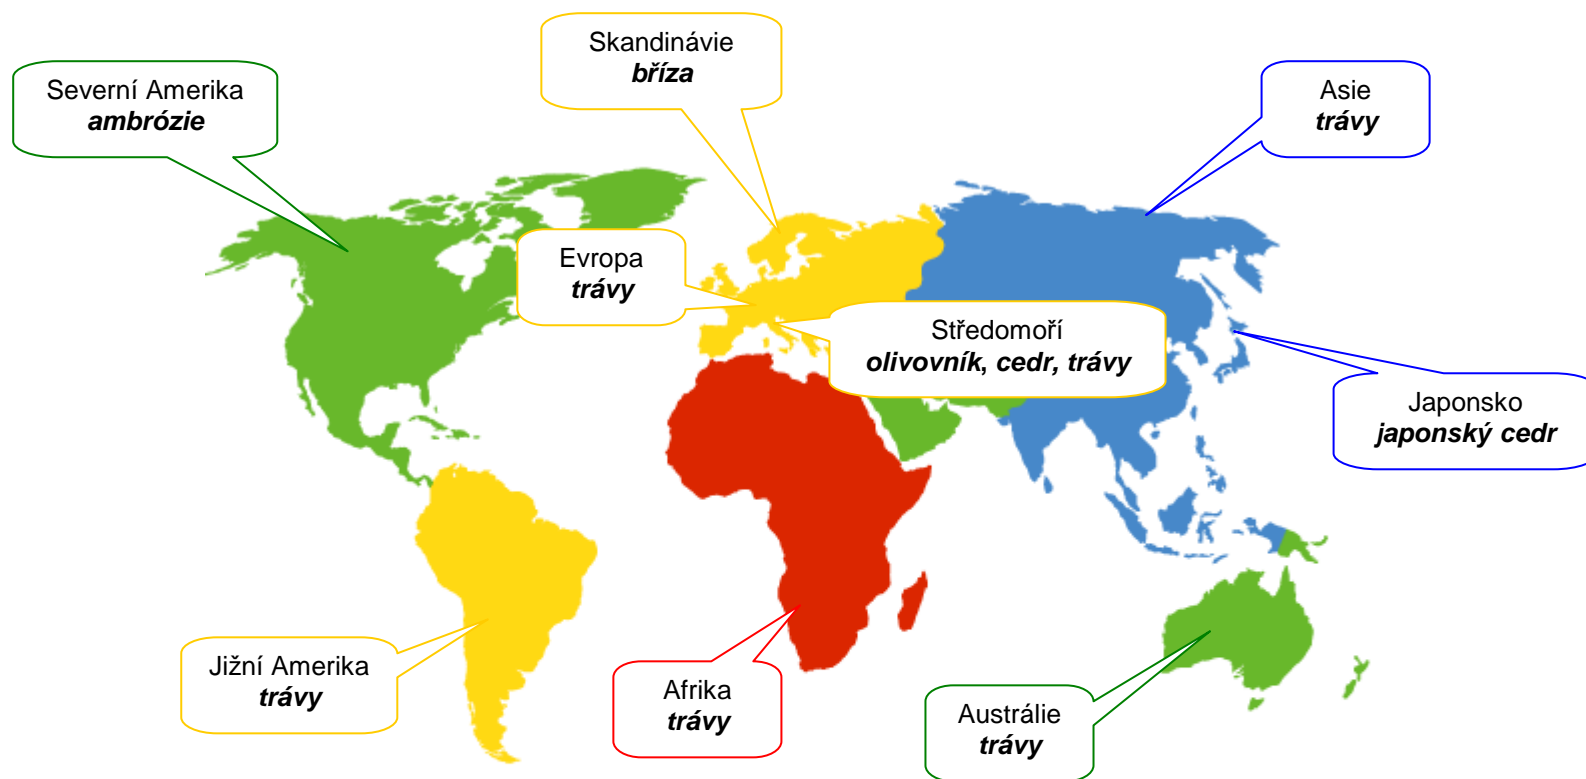 Skandinávie
bříza
Severní Amerika
ambrózie
Asie
trávy
Evropa
trávy
Středomoří
olivovník, cedr, trávy
Japonsko
japonský cedr
Jižní Amerika
trávy
Afrika
trávy
Austrálie
trávy